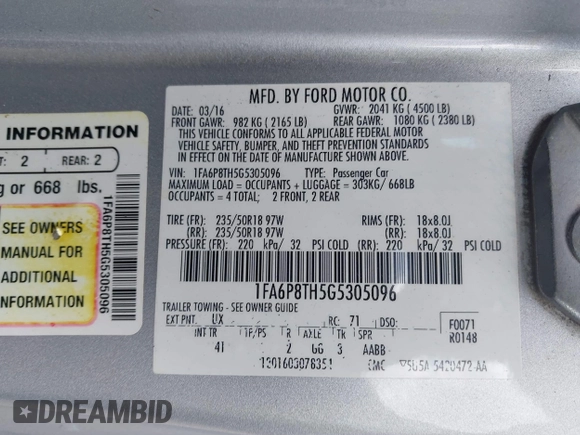 INFORMATION
T: 2 REAR: 2
g or 668 lbs.
SEE OWNERS
MANUAL FOR
ADDITIONAL
INFORMATION
1FA6P8TH5G5305096
MFD. BY FORD MOTOR CO.
DATE: 03/16 GVWR: 2041 KG ( 4500 LB)
FRONT GAWR: 982 KG ( 2165 LB) REAR GAWR: 1080 KG ( 2380 LB)
THIS VEHICLE CONFORMS TO ALL APPLICABLE FEDERAL MOTOR
VEHICLE SAFETY, BUMPER, AND THEFT PREVENTION STANDARDS
IN EFFECT ON THE DATE OF MANUFACTURE SHOWN ABOVE.
VIN: 1FA6P8TH5G5305096 TYPE: Passenger Car
MAXIMUM LOAD = OCCUPANTS + LUGGAGE = 303KG/ 668LB
OCCUPANTS = 4 TOTAL; 2 FRONT, 2 REAR
TIRE (FR): 235/50R18 97W RIMS (FR): 18x8.0J
(RR): 235/50R18 97W (RR): 18x8.0J
PRESSURE (FR): 220 kPa/ 32 PSI COLD (RR): 220 kPa/ 32 PSI COLD
1FA6P8TH5G5305096
TRAILER TOWING - SEE OWNER GUIDE
EXT PNT: UX RC: 71 DSO:
INT TR TP/PS R AXLE TR SPR
41 2 GG 3 AABB
F0071
R0148
1301603078351
5U5A 5420472 AA
DREAMBID